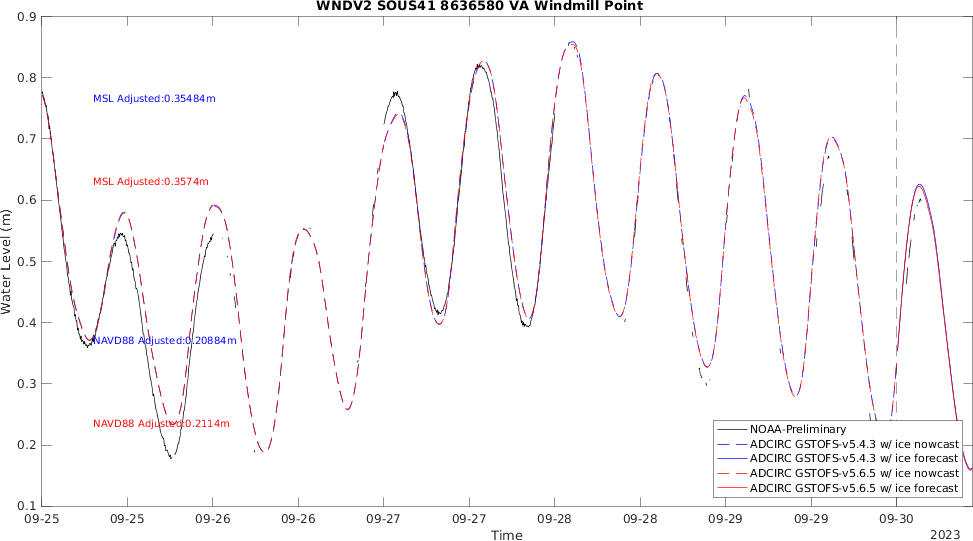 WNDV2 SOUS41 8636580 VA Windmill Point
0.9
0.8
0.7
0.6
0.5
0.4
0.3
0.2
0.1
Water Level (m)
MSL Adjusted:0.35484m
MSL Adjusted:0.3574m
NAVD88 Adjusted:0.20884m
NAVD88 Adjusted:0.2114m
NOAA-Preliminary
ADCIRC GSTOFS-v5.4.3 w/ ice nowcast
ADCIRC GSTOFS-v5.4.3 w/ ice forecast
ADCIRC GSTOFS-v5.6.5 w/ ice nowcast
ADCIRC GSTOFS-v5.6.5 w/ ice forecast
09-25 09-25 09-26 09-26 09-27 09-27 09-28 09-28 09-29 09-29 09-30
Time
2023